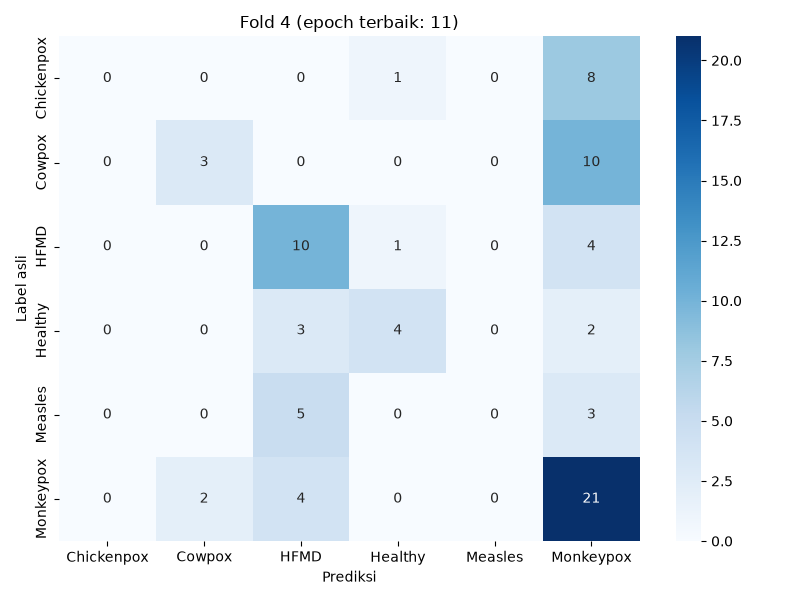 Fold 4 (epoch terbaik: 11)
Label asli
Chickenpox 0 0 0 1 0 8
Cowpox 0 3 0 0 0 10
HFMD 0 0 10 1 0 4
Healthy 0 0 3 4 0 2
Measles 0 0 5 0 0 3
Monkeypox 0 2 4 0 0 21
Chickenpox Cowpox HFMD Healthy Measles Monkeypox
Prediksi
20.0
17.5
15.0
12.5
10.0
7.5
5.0
2.5
0.0